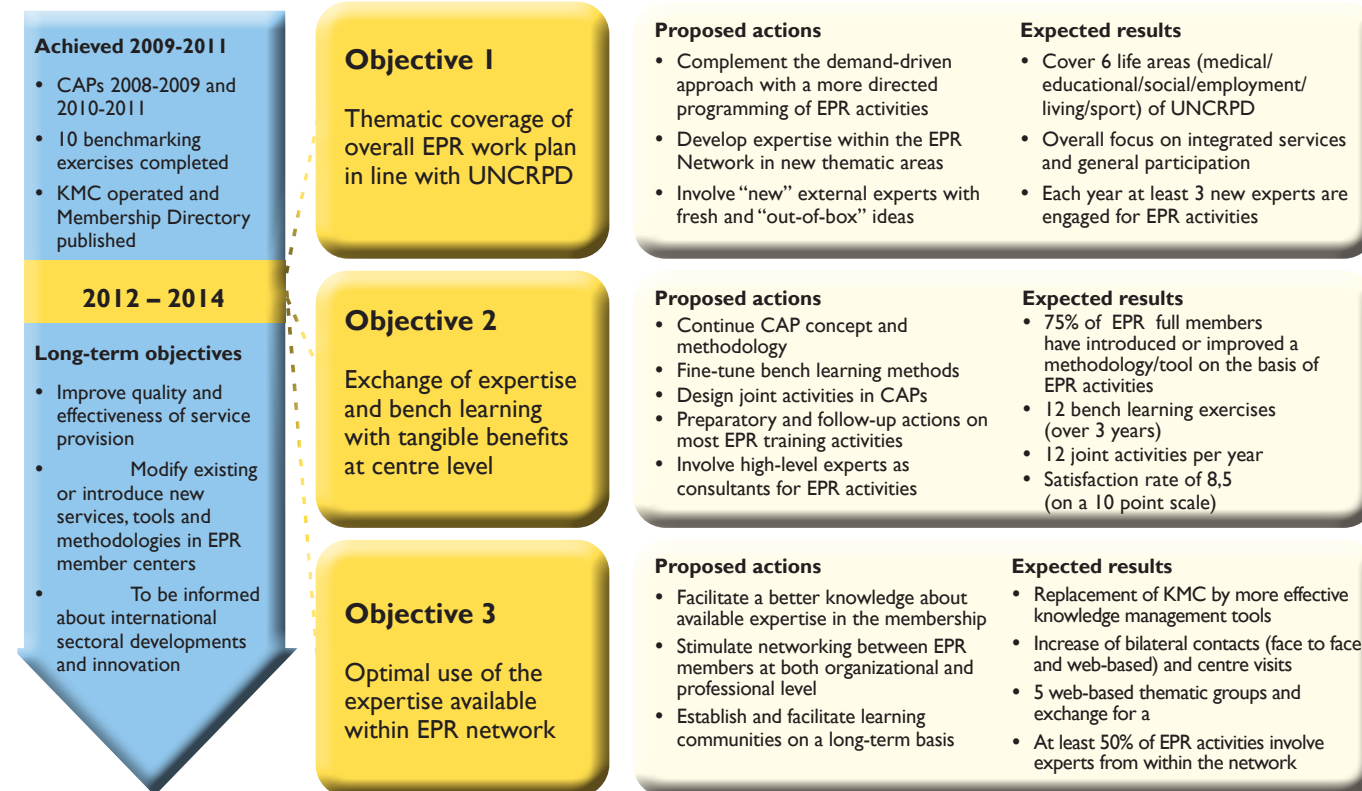 Achieved 2009-2011
• CAPs 2008-2009 and
2010-2011
• 10 benchmarking
exercises completed
• KMC operated and
Membership Directory
published
2012 – 2014
Long-term objectives
• Improve quality and
effectiveness of service
provision
• Modify existing
or introduce new
services, tools and
methodologies in EPR
member centers
• To be informed
about international
sectoral developments
and innovation
Objective 1
Thematic coverage of
overall EPR work plan
in line with UNCRPD
Proposed actions
• Complement the demand-driven
approach with a more directed
programming of EPR activities
• Develop expertise within the EPR
Network in new thematic areas
• Involve “new” external experts with
fresh and “out-of-box” ideas
Expected results
• Cover 6 life areas (medical/
educational/social/employment/
living/sport) of UNCRPD
• Overall focus on integrated services
and general participation
• Each year at least 3 new experts are
engaged for EPR activities
Objective 2
Exchange of expertise
and bench learning
with tangible benefits
at centre level
Proposed actions
• Continue CAP concept and
methodology
• Fine-tune bench learning methods
• Design joint activities in CAPs
• Preparatory and follow-up actions on
most EPR training activities
• Involve high-level experts as
consultants for EPR activities
Expected results
• 75% of EPR full members
have introduced or improved a
methodology/tool on the basis of
EPR activities
• 12 bench learning exercises
(over 3 years)
• 12 joint activities per year
• Satisfaction rate of 8,5
(on a 10 point scale)
Objective 3
Optimal use of the
expertise available
within EPR network
Proposed actions
• Facilitate a better knowledge about
available expertise in the membership
• Stimulate networking between EPR
members at both organizational and
professional level
• Establish and facilitate learning
communities on a long-term basis
Expected results
• Replacement of KMC by more effective
knowledge management tools
• Increase of bilateral contacts (face to face
and web-based) and centre visits
• 5 web-based thematic groups and
exchange for a
• At least 50% of EPR activities involve
experts from within the network